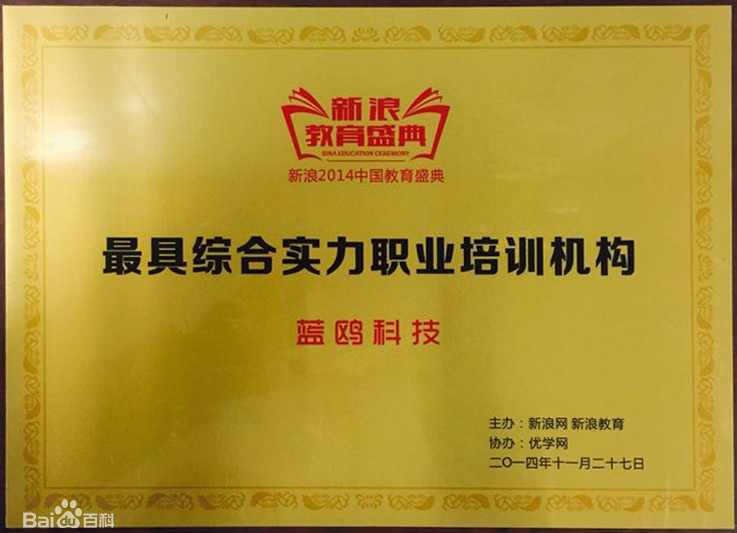 新浪
教育盛典
SINA EDUCATION CEREMONY
新浪2014中国教育盛典
最具综合实力职业培训机构
蓝鸥科技
主办：新浪网 新浪教育
协办：优学网
二〇一四年十一月二十七日
Baidu百科